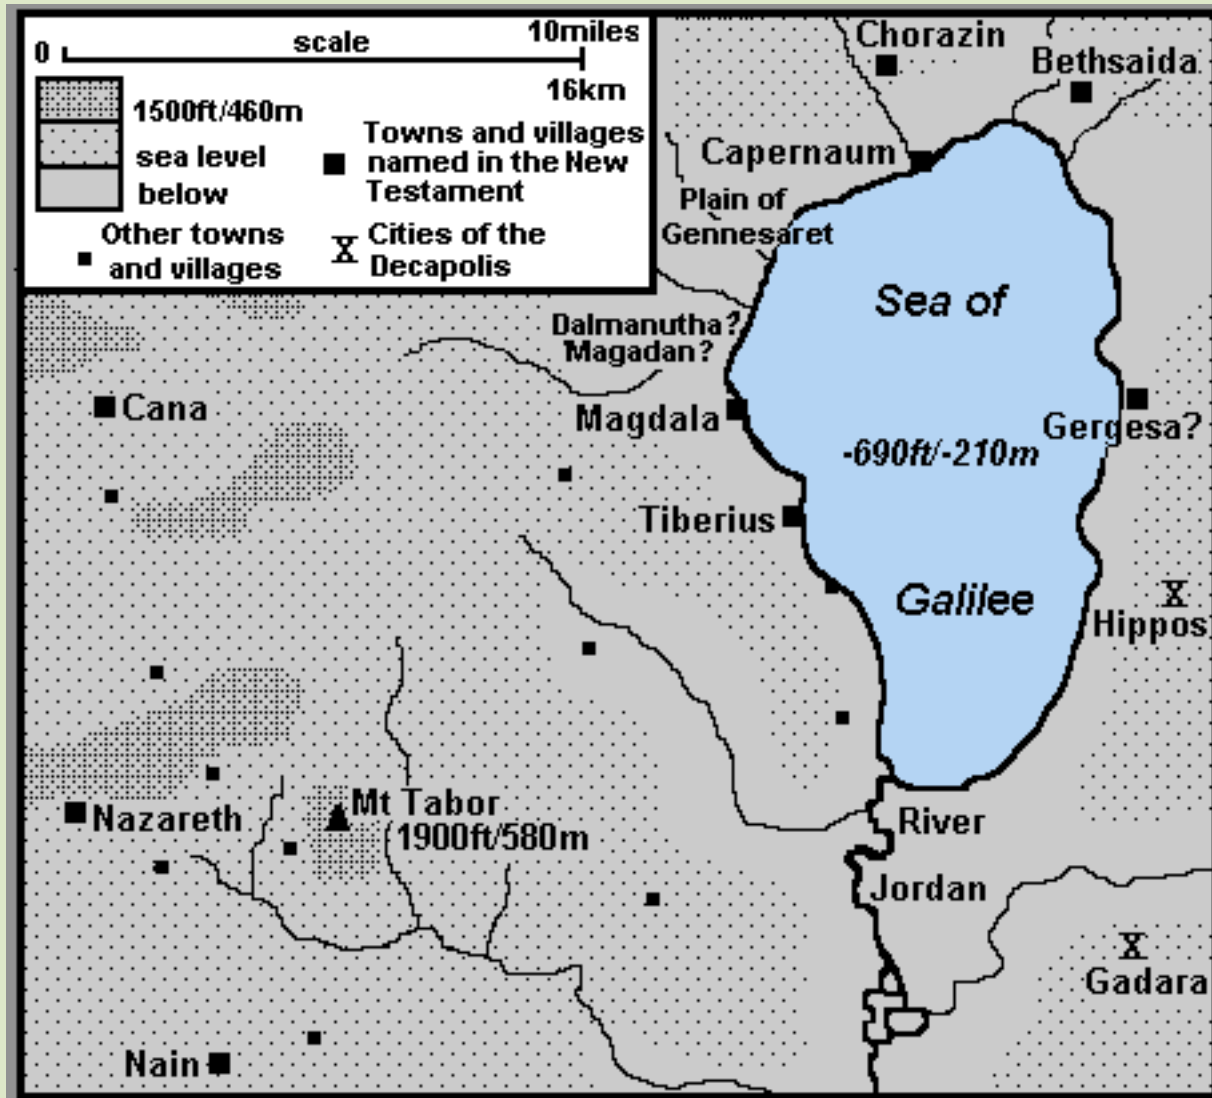 0 scale 10miles
16km
1500ft/460m
sea level
below
Towns and villages
named in the New
Testament
Other towns
and villages
Cities of the
Decapolis
Chorazin
Bethsaida
Capernaum
Plain of
Gennesaret
Sea of
Galilee
-690ft/-210m
Dalmanutha?
Magadan?
Magdala
Gergesa?
Cana
Tiberius
Hippos
Nazareth
Mt Tabor
1900ft/580m
River
Jordan
Gadara
Nain